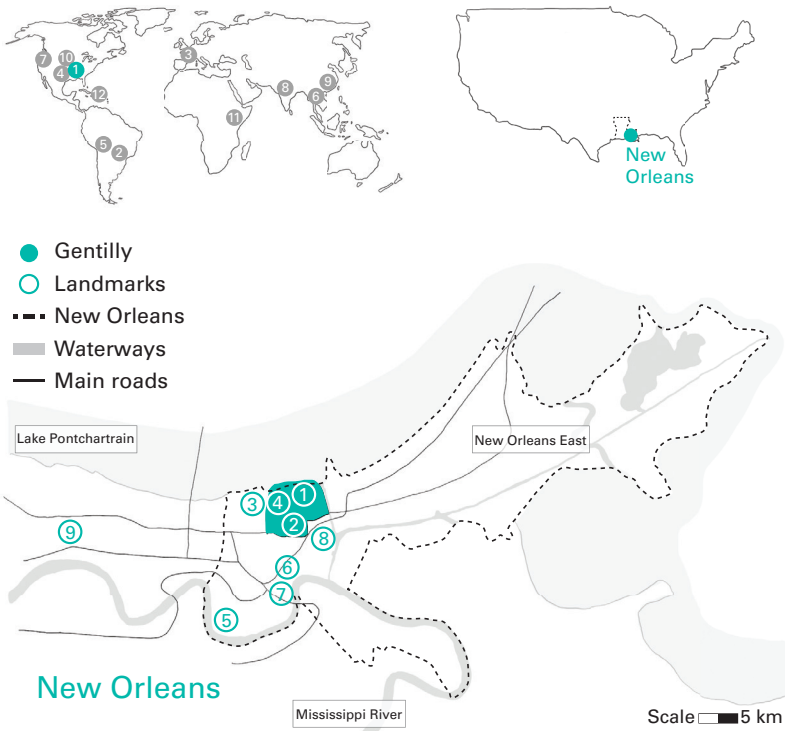 7
10
4
1
3
12
8
9
6
11
5
2
New
Orleans
Gentilly
Landmarks
New Orleans
Waterways
Main roads
Lake Pontchartrain
New Orleans East
1
4
3
2
9
8
6
7
5
New Orleans
Mississippi River
Scale 5 km